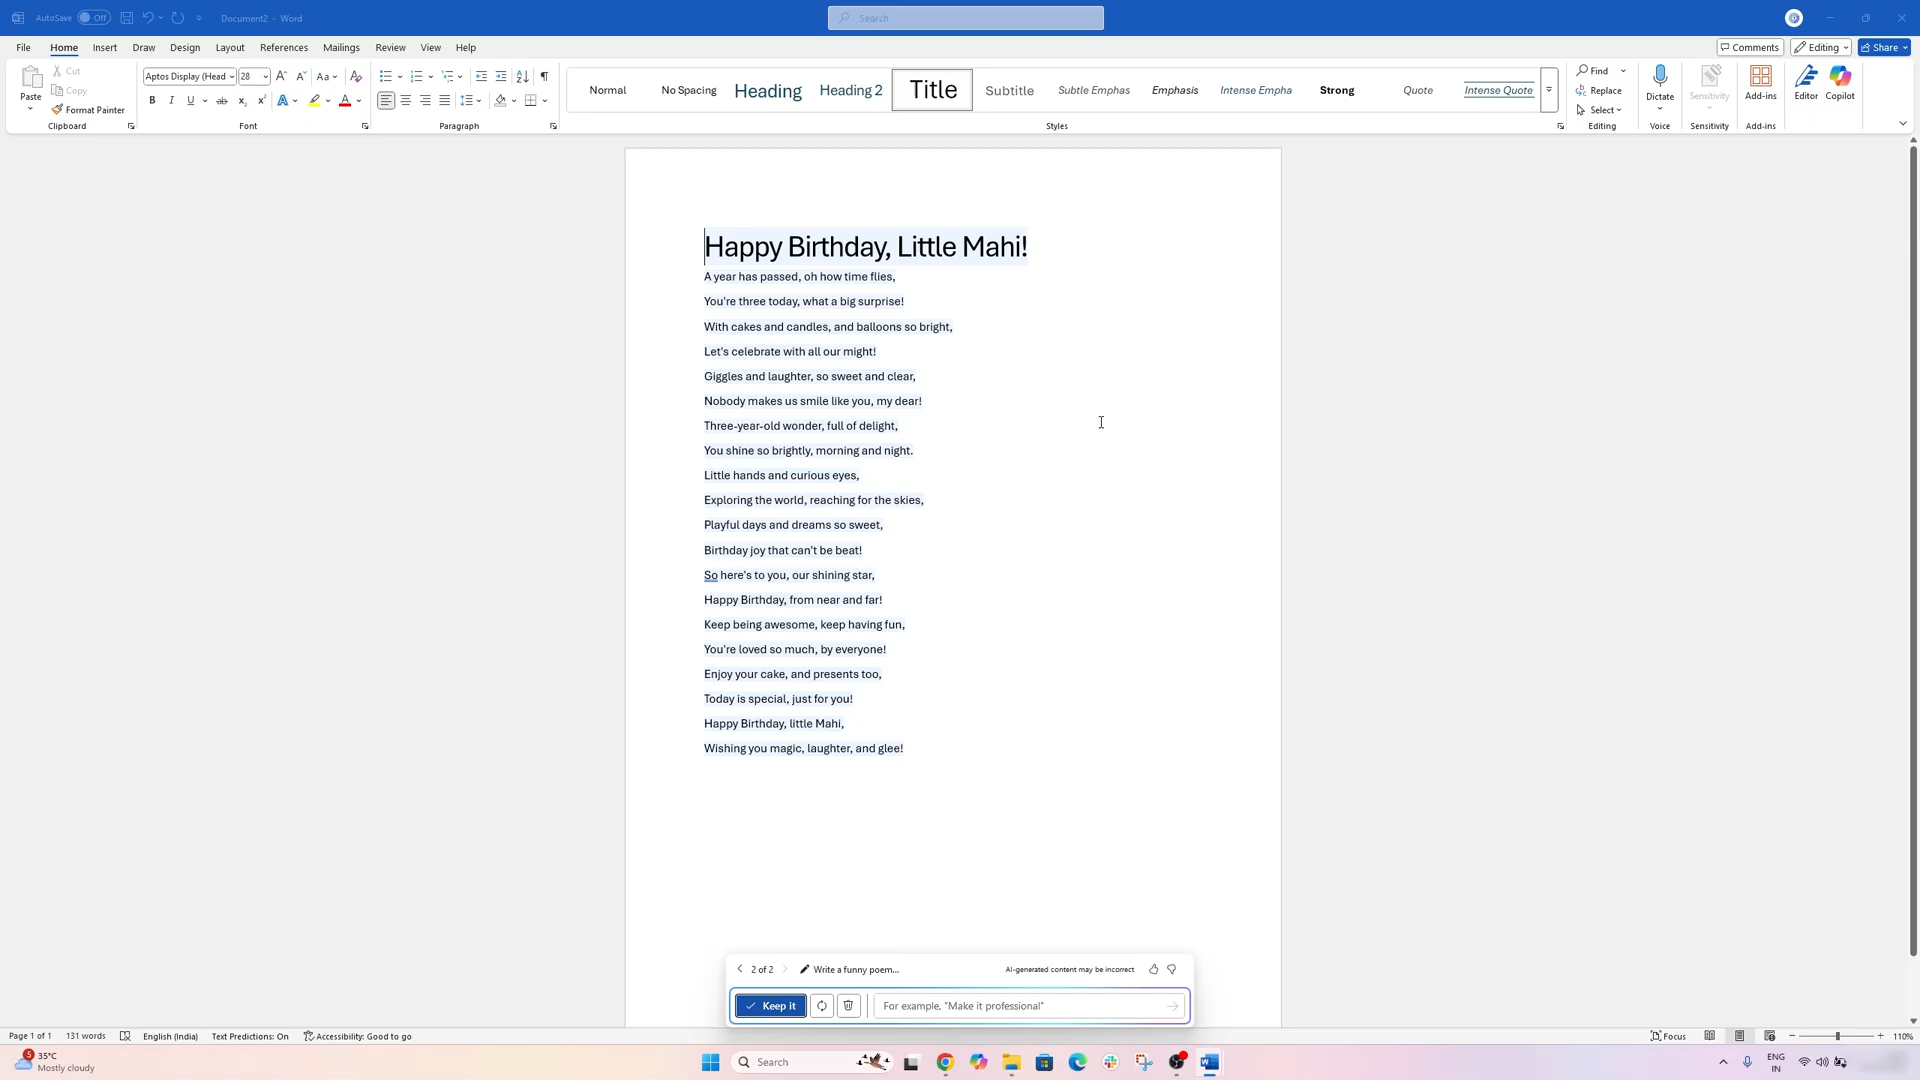 AutoSave Off Document2 - Word Search
File Home Insert Draw Design Layout References Mailings Review View Help Comments Editing Share
Paste Cut Copy Format Painter Clipboard
Aptos Display (Head 28 Font
Paragraph
Normal No Spacing Heading Heading 2 Title Subtitle Subtle Emphas Emphasis Intense Empha Strong Quote Intense Quote Styles
Find Replace Select Editing
Dictate Voice Sensitivity Sensitivity Add-ins Add-ins Editor Copilot
Happy Birthday, Little Mahi!
A year has passed, oh how time flies,
You're three today, what a big surprise!
With cakes and candles, and balloons so bright,
Let's celebrate with all our might!
Giggles and laughter, so sweet and clear,
Nobody makes us smile like you, my dear!
Three-year-old wonder, full of delight,
You shine so brightly, morning and night.
Little hands and curious eyes,
Exploring the world, reaching for the skies,
Playful days and dreams so sweet,
Birthday joy that can't be beat!
So here's to you, our shining star,
Happy Birthday, from near and far!
Keep being awesome, keep having fun,
You're loved so much, by everyone!
Enjoy your cake, and presents too,
Today is special, just for you!
Happy Birthday, little Mahi,
Wishing you magic, laughter, and glee!
2 of 2 Write a funny poem... AI-generated content may be incorrect
Keep it For example, "Make it professional"
Page 1 of 1 131 words English (India) Text Predictions: On Accessibility: Good to go Focus 110%
5 35°C
Mostly cloudy
Search
ENG
IN